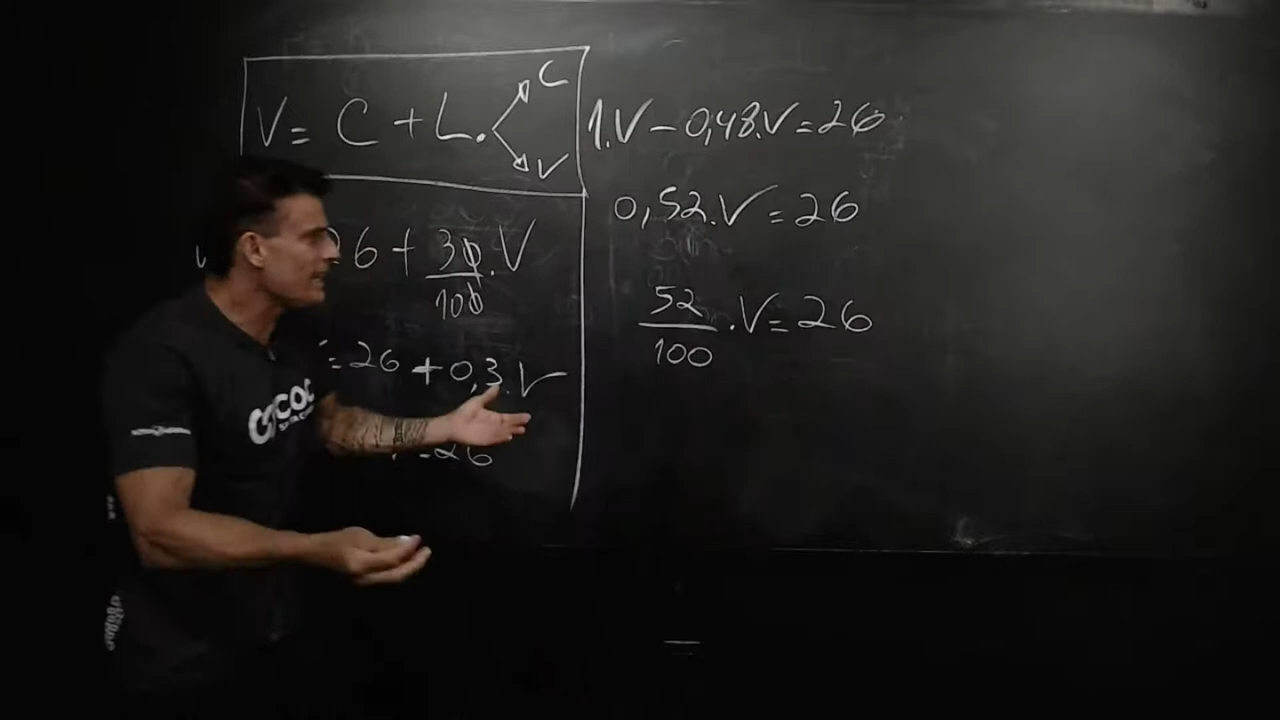 V = C + L. C
V
26 + 30/100 . V
= 26 + 0,3.V
= 26
1.V - 0,48.V = 26
0,52.V = 26
52/100 . V = 26